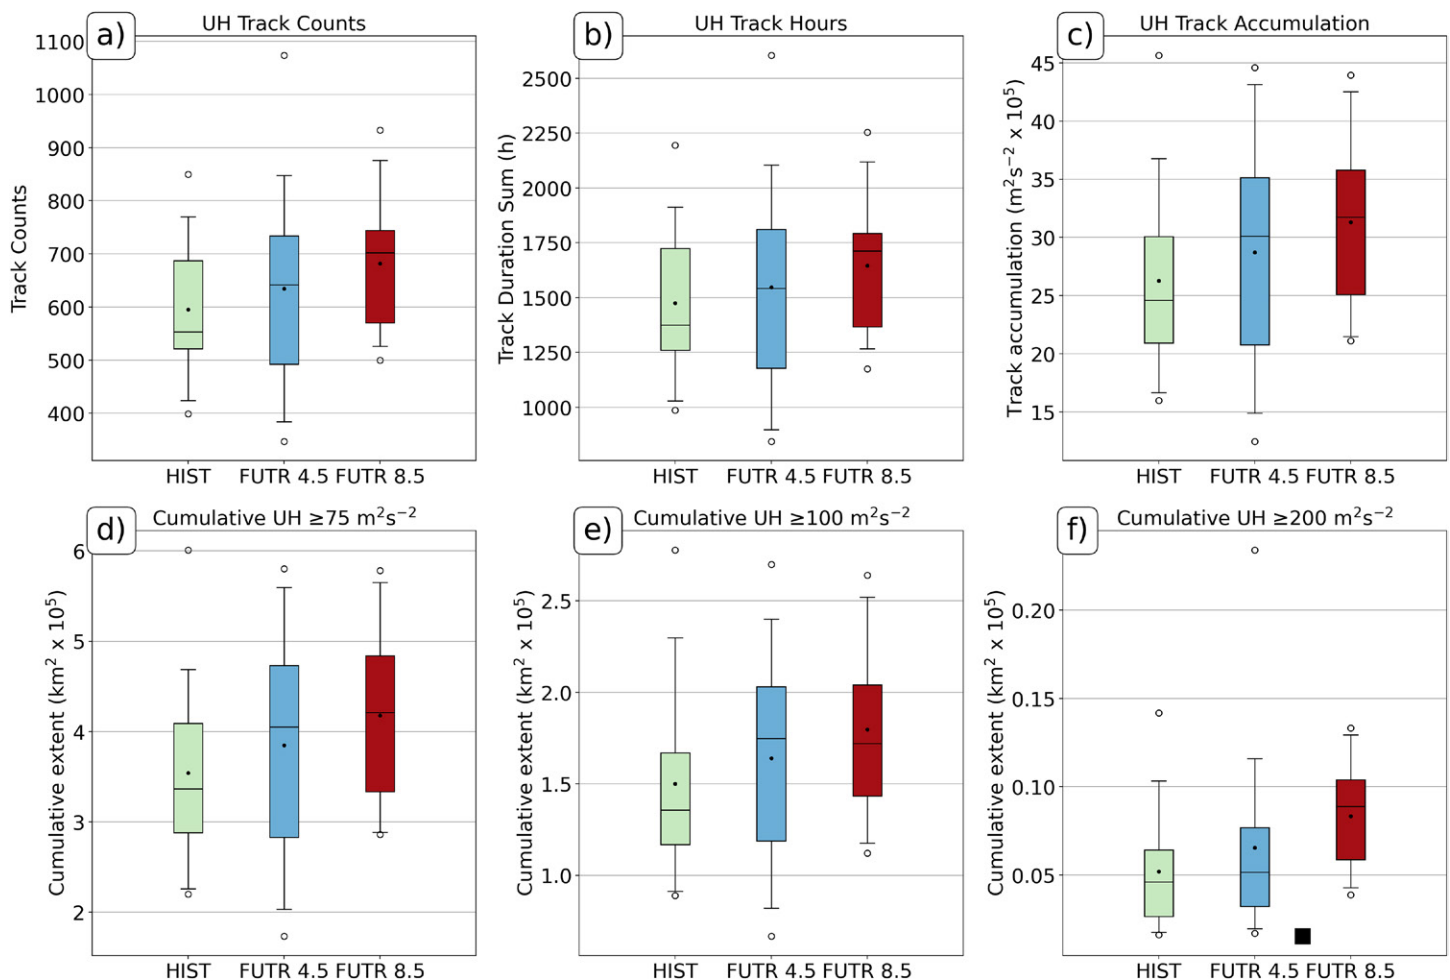 a) UH Track Counts
Track Counts
1100
1000
900
800
700
600
500
400
HIST FUTR 4.5 FUTR 8.5
b) UH Track Hours
Track Duration Sum (h)
2500
2250
2000
1750
1500
1250
1000
HIST FUTR 4.5 FUTR 8.5
c) UH Track Accumulation
Track accumulation (m²s⁻² x 10⁵)
45
40
35
30
25
20
15
HIST FUTR 4.5 FUTR 8.5
d) Cumulative UH ≥75 m²s⁻²
Cumulative extent (km² x 10⁵)
6
5
4
3
2
HIST FUTR 4.5 FUTR 8.5
e) Cumulative UH ≥100 m²s⁻²
Cumulative extent (km² x 10⁵)
2.5
2.0
1.5
1.0
HIST FUTR 4.5 FUTR 8.5
f) Cumulative UH ≥200 m²s⁻²
Cumulative extent (km² x 10⁵)
0.20
0.15
0.10
0.05
HIST FUTR 4.5 FUTR 8.5